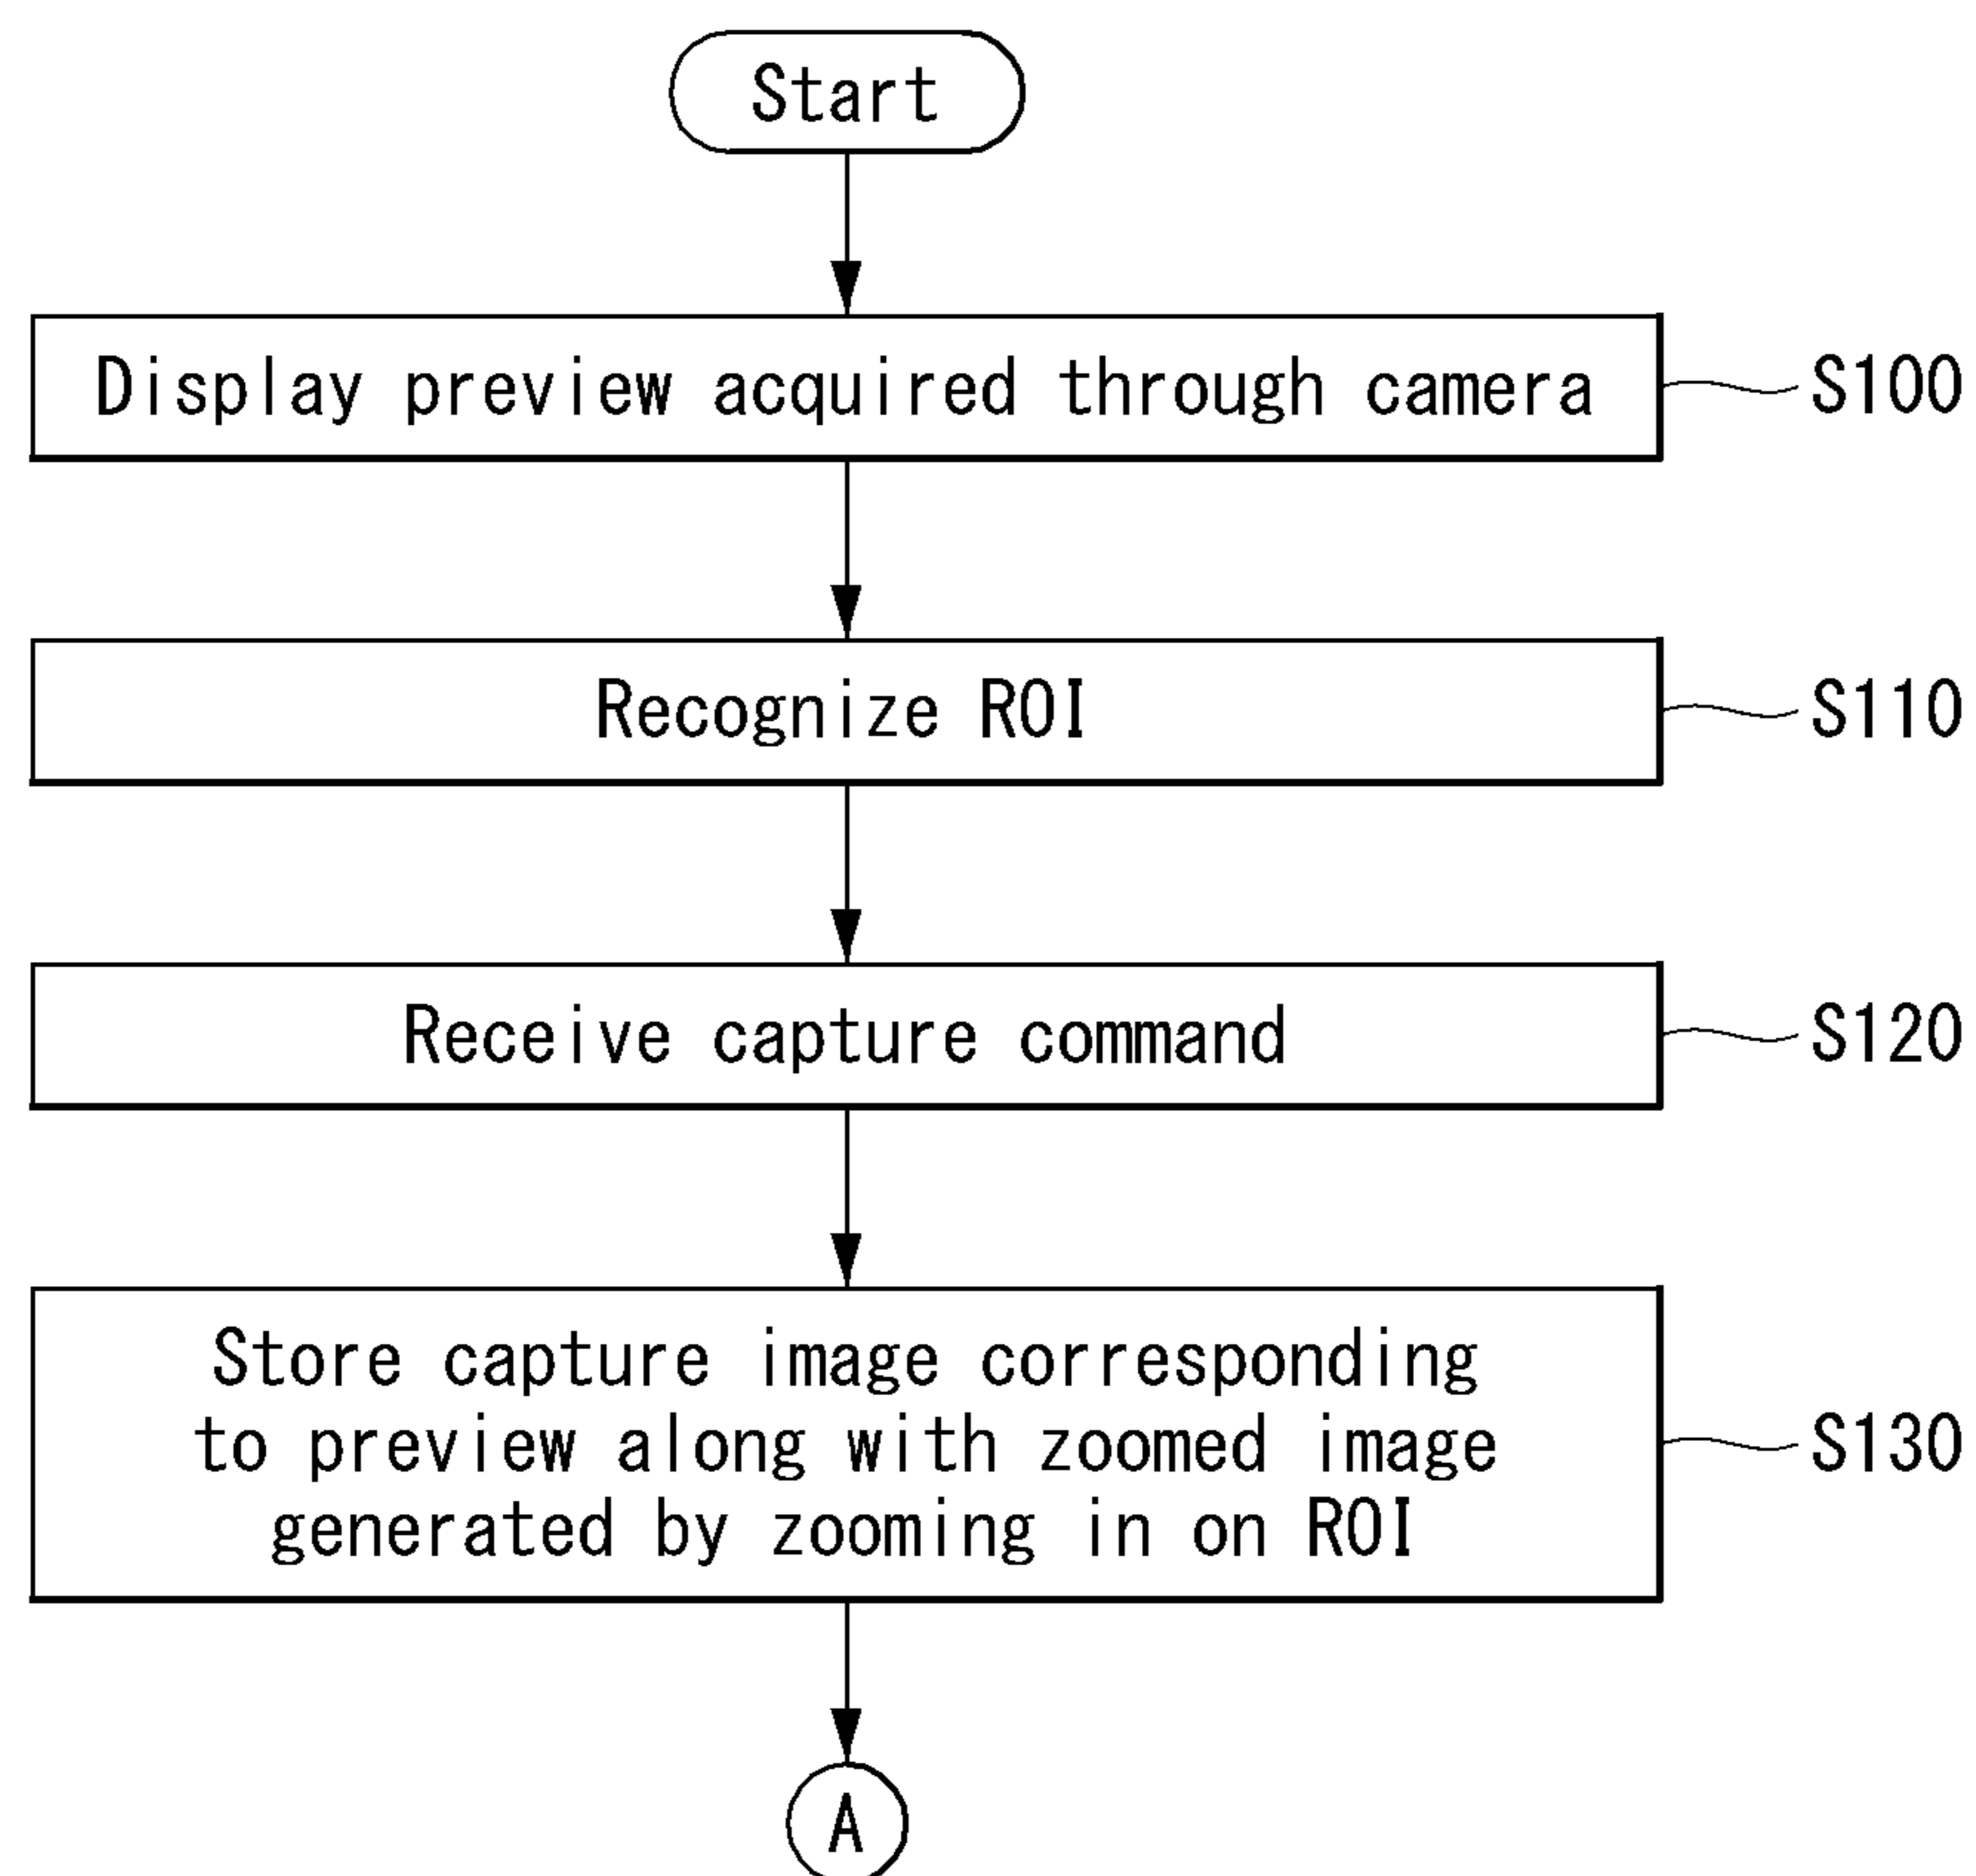 Start
Display preview acquired through camera
S100
Recognize ROI
S110
Receive capture command
S120
Store capture image corresponding
to preview along with zoomed image
generated by zooming in on ROI
S130
A